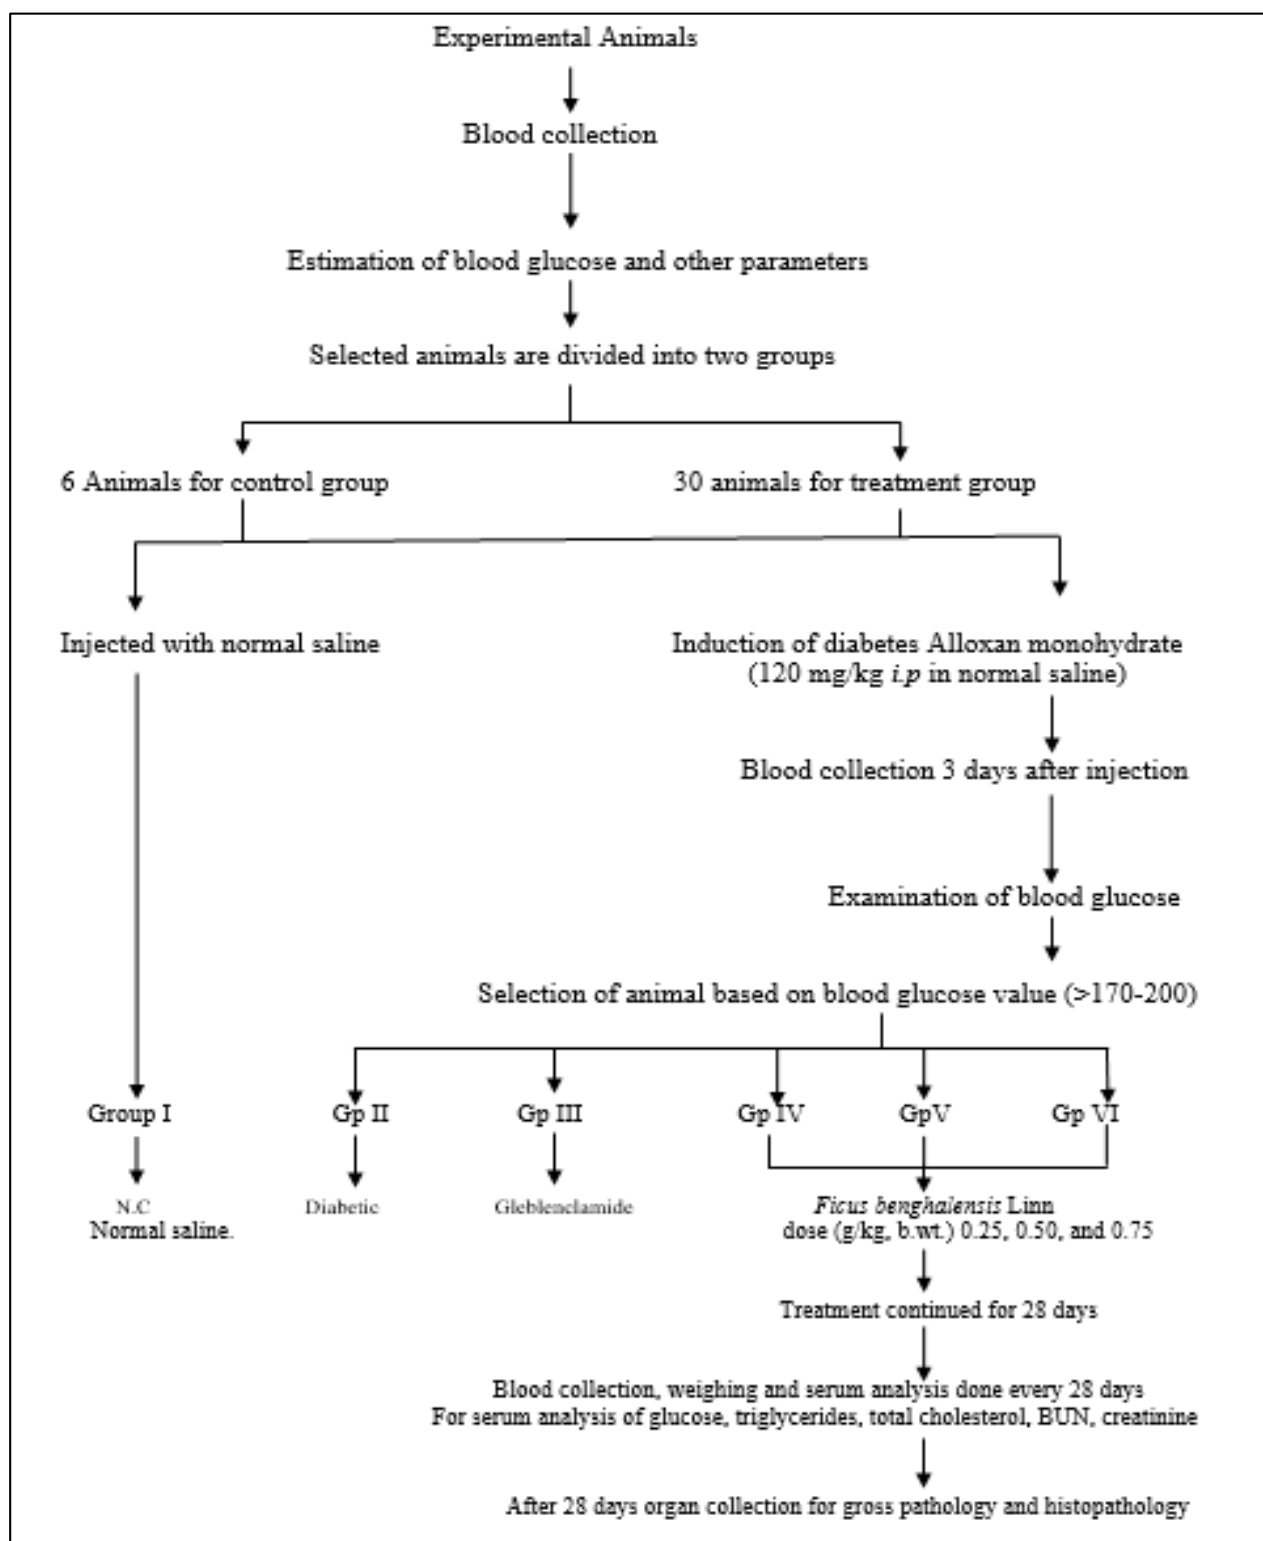 Experimental Animals
Blood collection
Estimation of blood glucose and other parameters
Selected animals are divided into two groups
6 Animals for control group
30 animals for treatment group
Injected with normal saline
Induction of diabetes Alloxan monohydrate
(120 mg/kg i.p in normal saline)
Blood collection 3 days after injection
Examination of blood glucose
Selection of animal based on blood glucose value (>170-200)
Group I
Gp II
Gp III
Gp IV
GpV
Gp VI
N.C
Normal saline.
Diabetic
Gleblenclamide
Ficus benghalensis Linn
dose (g/kg, b.wt.) 0.25, 0.50, and 0.75
Treatment continued for 28 days
Blood collection, weighing and serum analysis done every 28 days
For serum analysis of glucose, triglycerides, total cholesterol, BUN, creatinine
After 28 days organ collection for gross pathology and histopathology